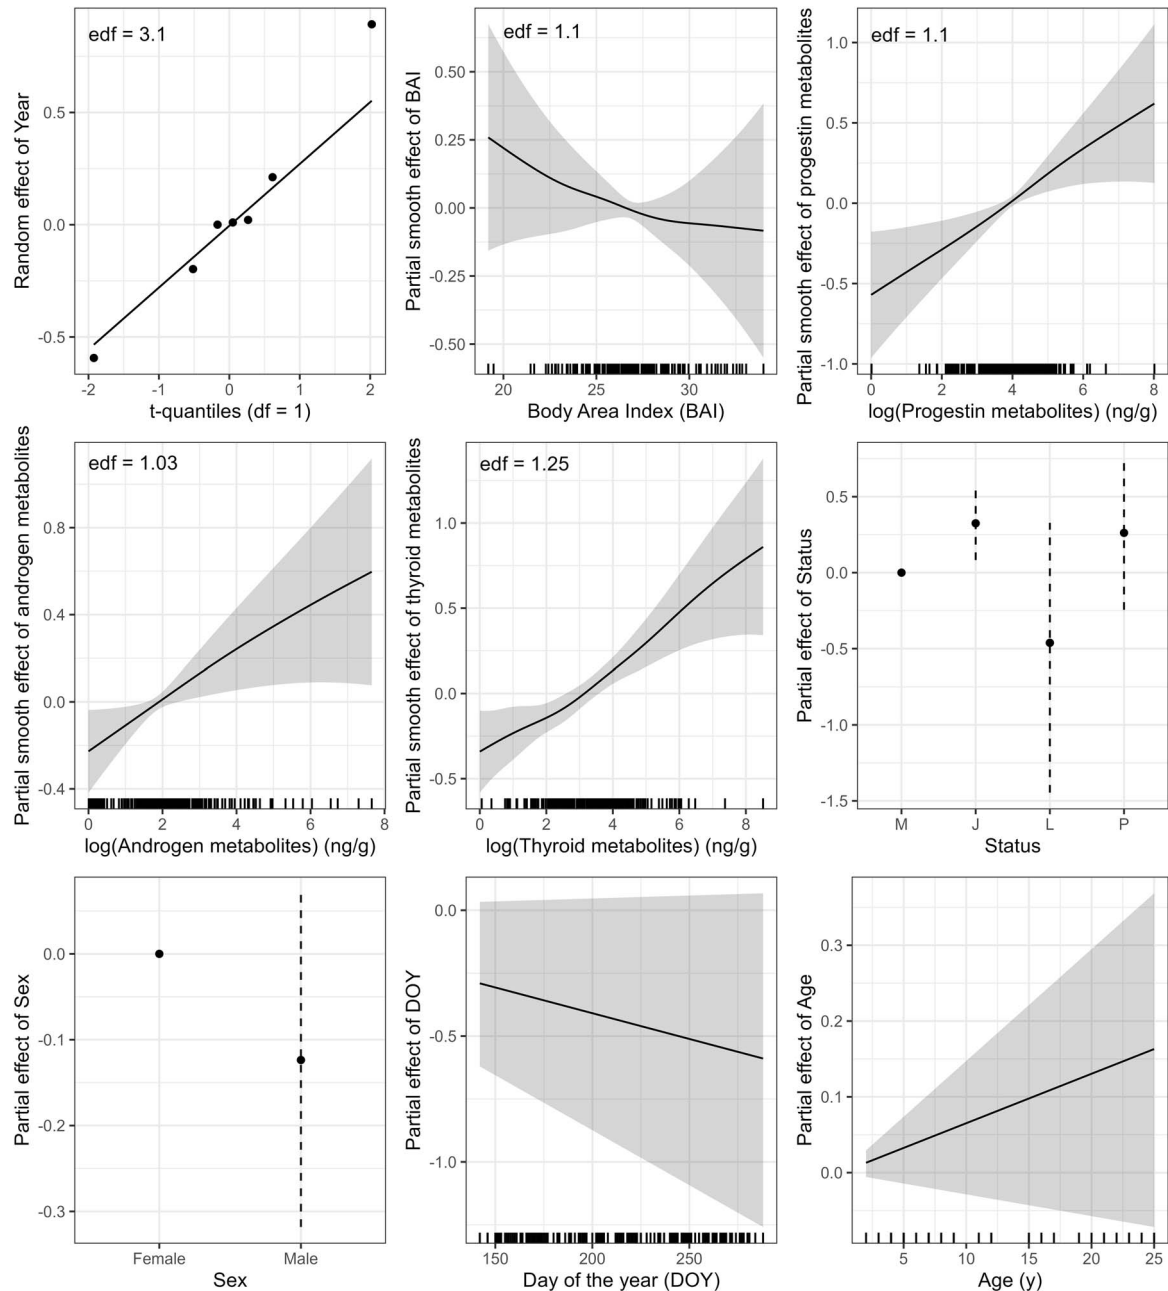 edf = 3.1
Random effect of Year
0.5
0.0
-0.5
-2
-1
0
1
2
t-quantiles (df = 1)
edf = 1.1
Partial smooth effect of BAI
0.50
0.25
0.00
-0.25
-0.50
20
25
30
Body Area Index (BAI)
edf = 1.1
Partial smooth effect of progestin metabolites
1.0
0.5
0.0
-0.5
-1.0
0
2
4
6
8
log(Progestin metabolites) (ng/g)
edf = 1.03
Partial smooth effect of androgen metabolites
0.8
0.4
0.0
-0.4
0
2
4
6
8
log(Androgen metabolites) (ng/g)
edf = 1.25
Partial smooth effect of thyroid metabolites
1.0
0.5
0.0
-0.5
0
2
4
6
8
log(Thyroid metabolites) (ng/g)
Partial effect of Status
0.5
0.0
-0.5
-1.0
-1.5
M
J
L
P
Status
Partial effect of Sex
0.0
-0.1
-0.2
-0.3
Female
Male
Sex
Partial effect of DOY
0.0
-0.5
-1.0
150
200
250
Day of the year (DOY)
Partial effect of Age
0.3
0.2
0.1
0.0
5
10
15
20
25
Age (y)